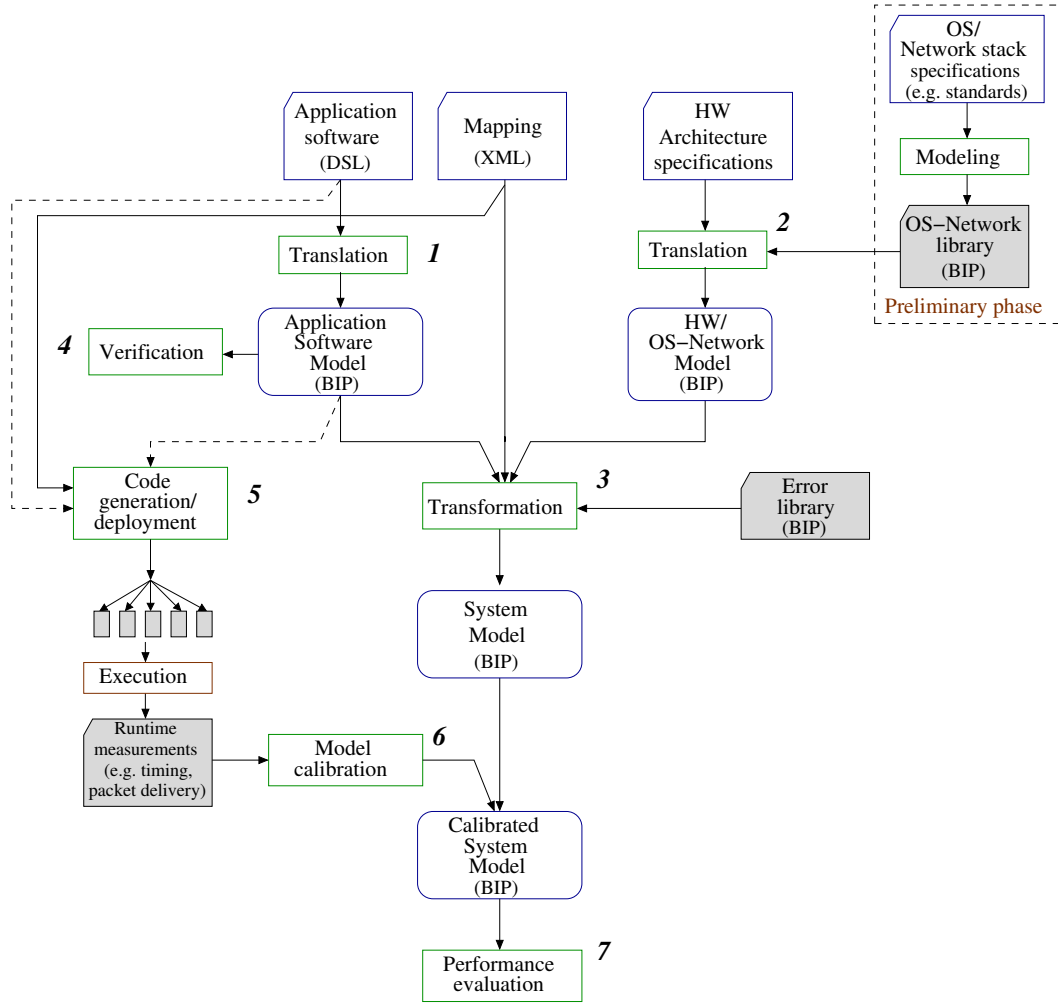 OS/
Network stack
specifications
(e.g. standards)
Modeling
OS−Network
library
(BIP)
Preliminary phase
Application
software
(DSL)
Mapping
(XML)
HW
Architecture
specifications
Translation
1
Translation
2
Application
Software
Model
(BIP)
HW/
OS−Network
Model
(BIP)
4
Verification
Code
generation/
deployment
5
Transformation
3
Error
library
(BIP)
System
Model
(BIP)
Execution
Runtime
measurements
(e.g. timing,
packet delivery)
Model
calibration
6
Calibrated
System
Model
(BIP)
Performance
evaluation
7